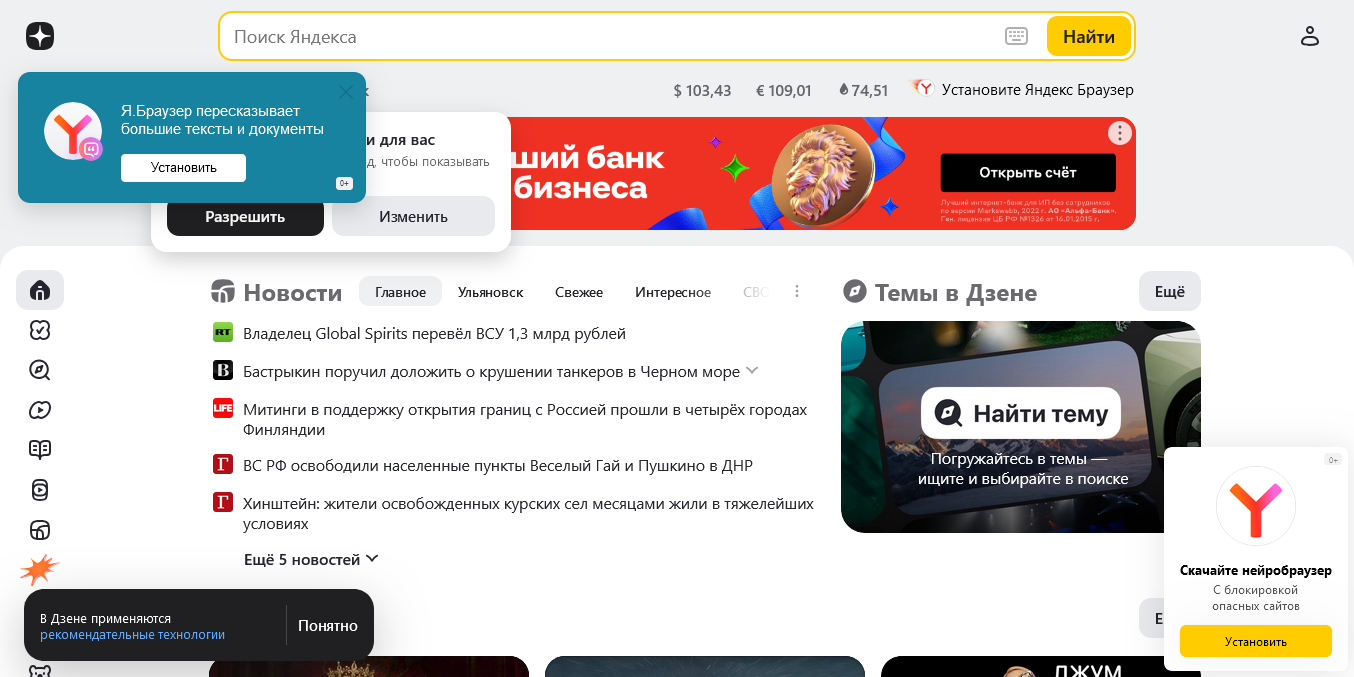 Поиск Яндекса
Найти
$ 103,43
€ 109,01
74,51
Установите Яндекс Браузер
Я.Браузер пересказывает
большие тексты и документы
Установить
0+
и для вас
чтобы показывать
Разрешить
Изменить
ший банк
бизнеса
Открыть счёт
Лучший интернет-банк для ИП без сотрудников
по версии Markswebb, 2022 г. АО «Альфа-Банк».
Ген. лицензия ЦБ РФ №1326 от 16.01.2015 г.
Новости
Главное
Ульяновск
Свежее
Интересное
СВО
RT
Владелец Global Spirits перевёл ВСУ 1,3 млрд рублей
B
Бастрыкин поручил доложить о крушении танкеров в Черном море
LIFE
Митинги в поддержку открытия границ с Россией прошли в четырёх городах
Финляндии
Г
ВС РФ освободили населенные пункты Веселый Гай и Пушкино в ДНР
Г
Хинштейн: жители освобожденных курских сел месяцами жили в тяжелейших
условиях
Ещё 5 новостей
Темы в Дзене
Ещё
Найти тему
Погружайтесь в темы —
ищите и выбирайте в поиске
0+
Скачайте нейробраузер
С блокировкой
опасных сайтов
Установить
В Дзене применяются
рекомендательные технологии
Понятно
ДЖУМ